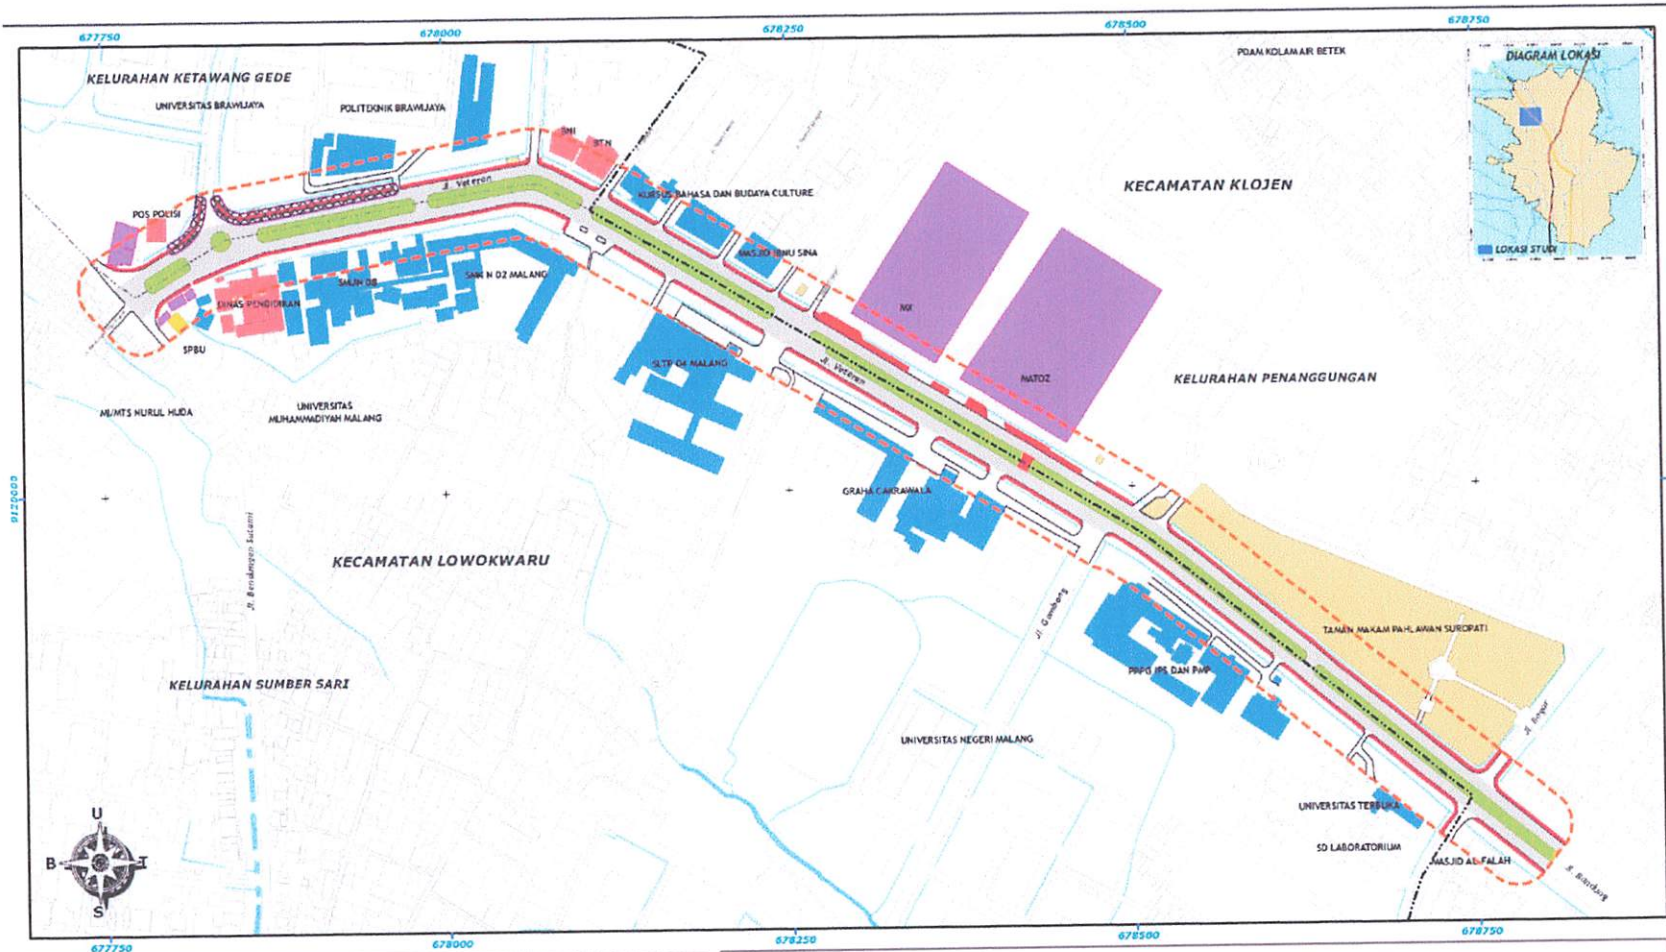 677750
678000
678250
678500
678750
PDAM KOLAM AIR BETEK
DIAGRAM LOKASI
KELURAHAN KETAWANG GEDE
UNIVERSITAS BRAWIJAYA
POLITEKNIK BRAWIJAYA
BNI
BTN
KECAMATAN KLOJEN
Jl. Veteran
KURSUS BAHASA DAN BUDAYA CULTURE
POS POLISI
LOKASI STUDI
MASJID IBNU SINA
SMK N 02 MALANG
SMUN 08
DINAS PENDIDIKAN
MX
SPBU
SLTP 04 MALANG
Jl. Veteran
MATOZ
KELURAHAN PENANGGUNGAN
MI/MTS NURUL HUDA
UNIVERSITAS
MUHAMMADIYAH MALANG
9120000
GRAHA CAKRAWALA
KECAMATAN LOWOKWARU
Jl. Bendungan Sutami
Jl. Gombong
TAMAN MAKAM PAHLAWAN SUROPATI
PPPG IPS DAN PMP
KELURAHAN SUMBER SARI
Jl. Bogor
UNIVERSITAS NEGERI MALANG
UNIVERSITAS TERBUKA
SD LABORATORIUM
MASJID AL-FALAH
Jl. Bandung
U
B
T
S
677750
678000
678250
678500
678750